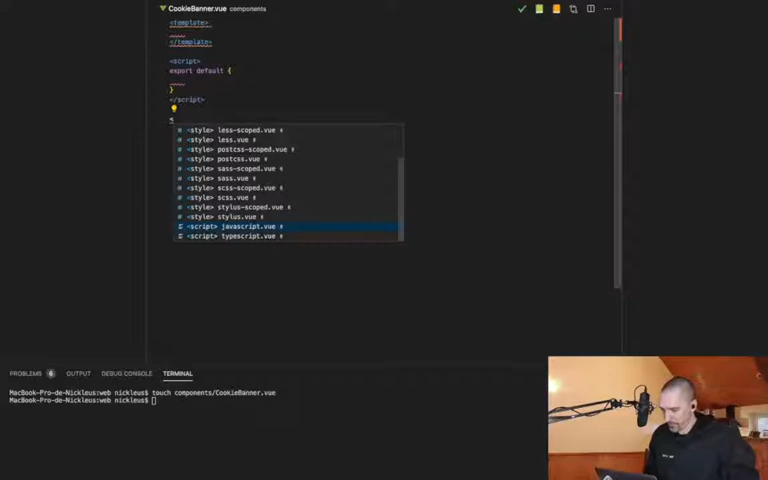 CookieBanner.vue components
<template>
</template>
<script>
export default {
}
</script>
<
<style> less-scoped.vue
<style> less.vue
<style> postcss-scoped.vue
<style> postcss.vue
<style> sass-scoped.vue
<style> sass.vue
<style> scss-scoped.vue
<style> scss.vue
<style> stylus-scoped.vue
<style> stylus.vue
<script> javascript.vue
<script> typescript.vue
PROBLEMS 6 OUTPUT DEBUG CONSOLE TERMINAL
MacBook-Pro-de-Nickleus:web nickleus$ touch components/CookieBanner.vue
MacBook-Pro-de-Nickleus:web nickleus$